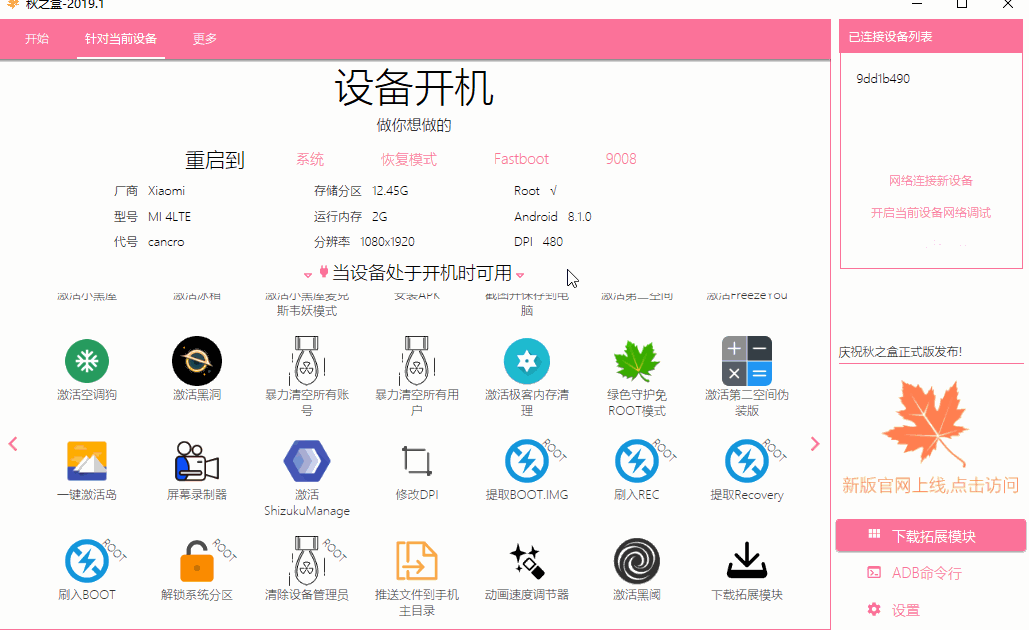 秋之盒-2019.1
开始 针对当前设备 更多
设备开机
做你想做的
重启到 系统 恢复模式 Fastboot 9008
厂商 Xiaomi 存储分区 12.45G Root √
型号 MI 4LTE 运行内存 2G Android 8.1.0
代号 cancro 分辨率 1080x1920 DPI 480
当设备处于开机时可用
激活小黑屋 激活冰箱 激活小黑屋麦克 安装APK 截图并保存到电 激活第二空间 激活FreezeYou
斯韦妖模式 脑
激活空调狗 激活黑洞 暴力清空所有账 暴力清空所有用 激活极客内存清 绿色守护免 激活第二空间伪
号 户 理 ROOT模式 装版
ROOT ROOT ROOT
一键激活岛 屏幕录制器 激活 修改DPI 提取BOOT.IMG 刷入REC 提取Recovery
ShizukuManage
ROOT ROOT ROOT
刷入BOOT 解锁系统分区 清除设备管理员 推送文件到手机 动画速度调节器 激活黑阈 下载拓展模块
主目录
已连接设备列表
9dd1b490
网络连接新设备
开启当前设备网络调试
庆祝秋之盒正式版发布!
新版官网上线,点击访问
下载拓展模块
ADB命令行
设置